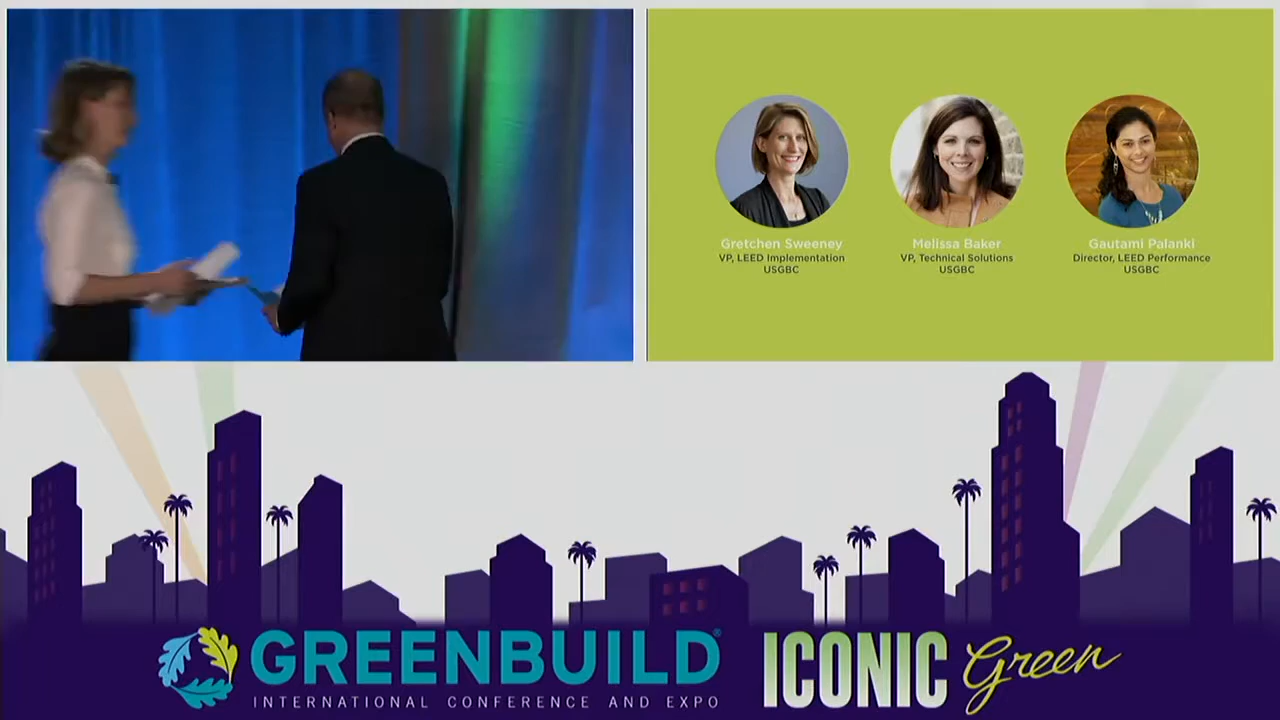 Gretchen Sweeney
VP, LEED Implementation
USGBC
Melissa Baker
VP, Technical Solutions
USGBC
Gautami Palanki
Director, LEED Performance
USGBC
GREENBUILD®
INTERNATIONAL CONFERENCE AND EXPO
ICONIC Green